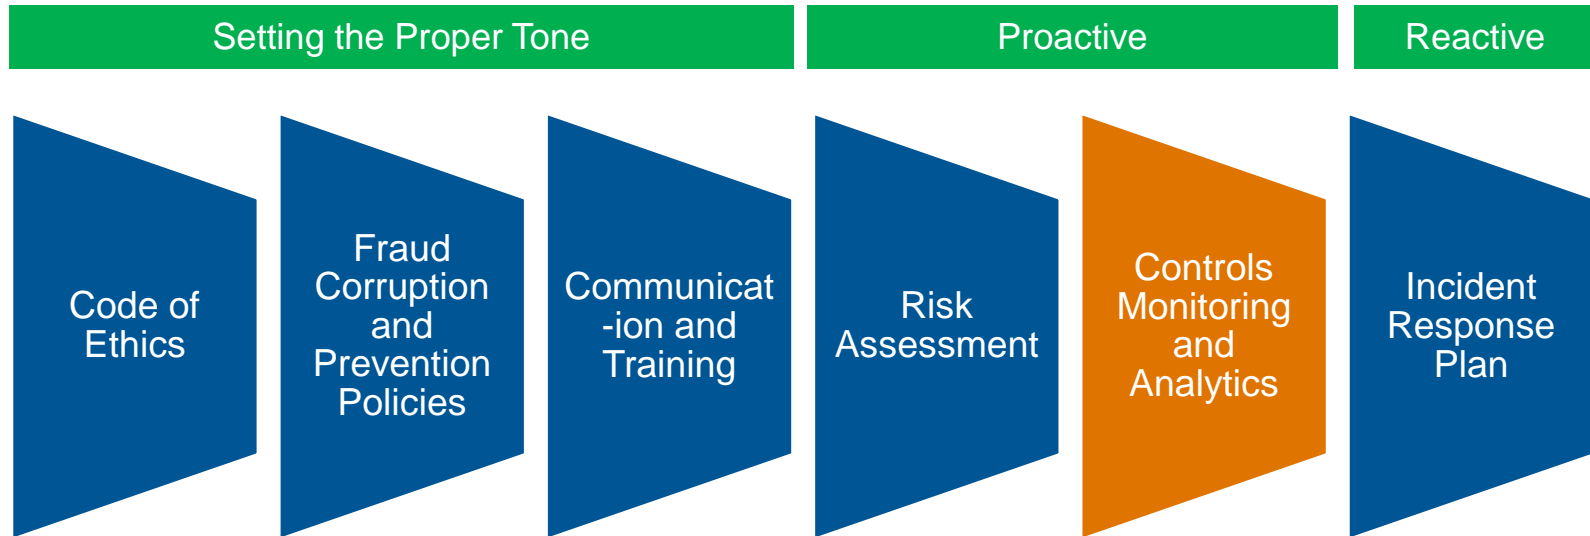 Setting the Proper Tone
Proactive
Reactive
Code of
Ethics
Fraud
Corruption
and
Prevention
Policies
Communicat
-ion and
Training
Risk
Assessment
Controls
Monitoring
and
Analytics
Incident
Response
Plan